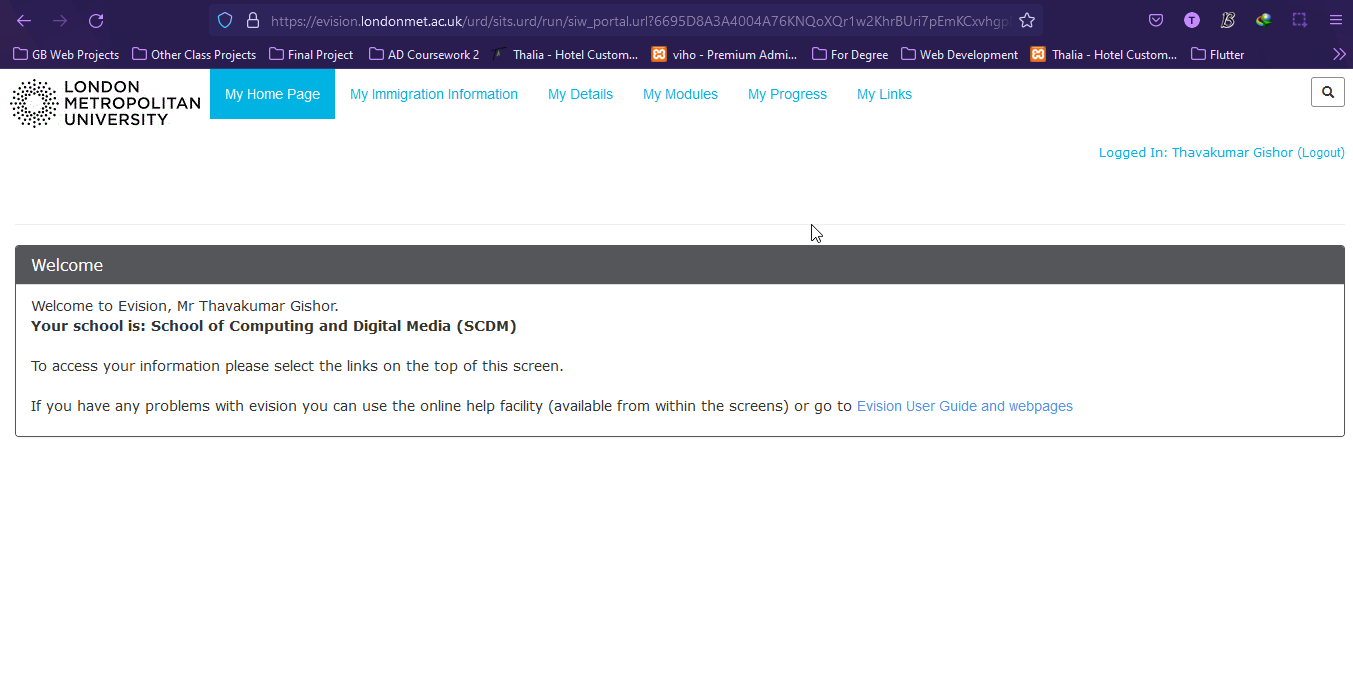 https://evision.londonmet.ac.uk/urd/sits.urd/run/siw_portal.url?6695D8A3A4004A76KNQoXQr1w2KhrBUri7pEmKCxvhgp
T
GB Web Projects Other Class Projects Final Project AD Coursework 2 Thalia - Hotel Custom... viho - Premium Admi... For Degree Web Development Thalia - Hotel Custom... Flutter
LONDON
METROPOLITAN
UNIVERSITY
My Home Page My Immigration Information My Details My Modules My Progress My Links
Logged In: Thavakumar Gishor (Logout)
Welcome
Welcome to Evision, Mr Thavakumar Gishor.
Your school is: School of Computing and Digital Media (SCDM)
To access your information please select the links on the top of this screen.
If you have any problems with evision you can use the online help facility (available from within the screens) or go to Evision User Guide and webpages